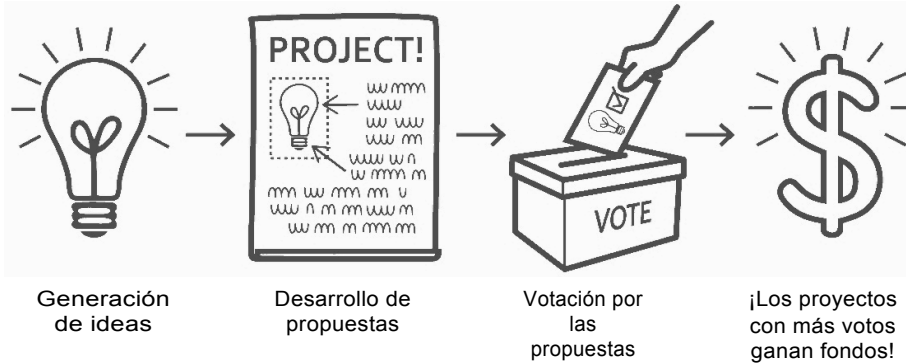 PROJECT!
VOTE
Generación
de ideas
Desarrollo de
propuestas
Votación por
las
propuestas
¡Los proyectos
con más votos
ganan fondos!